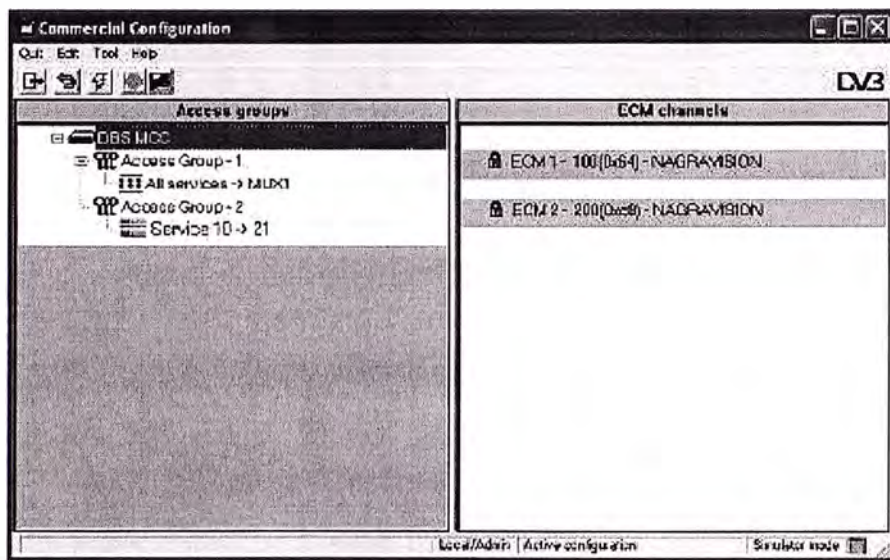 Commercial Configuration
Quit Edit Tool Help
DVB
Access groups
ECM channels
DBS MCC
Access Group - 1
All services -> MUX1
Access Group - 2
Service 10 -> 21
ECM 1 - 100(0x64) - NAGRAVISION
ECM 2 - 200(0xc8) - NAGRAVISION
Local/Admin
Active configuration
Simulator mode